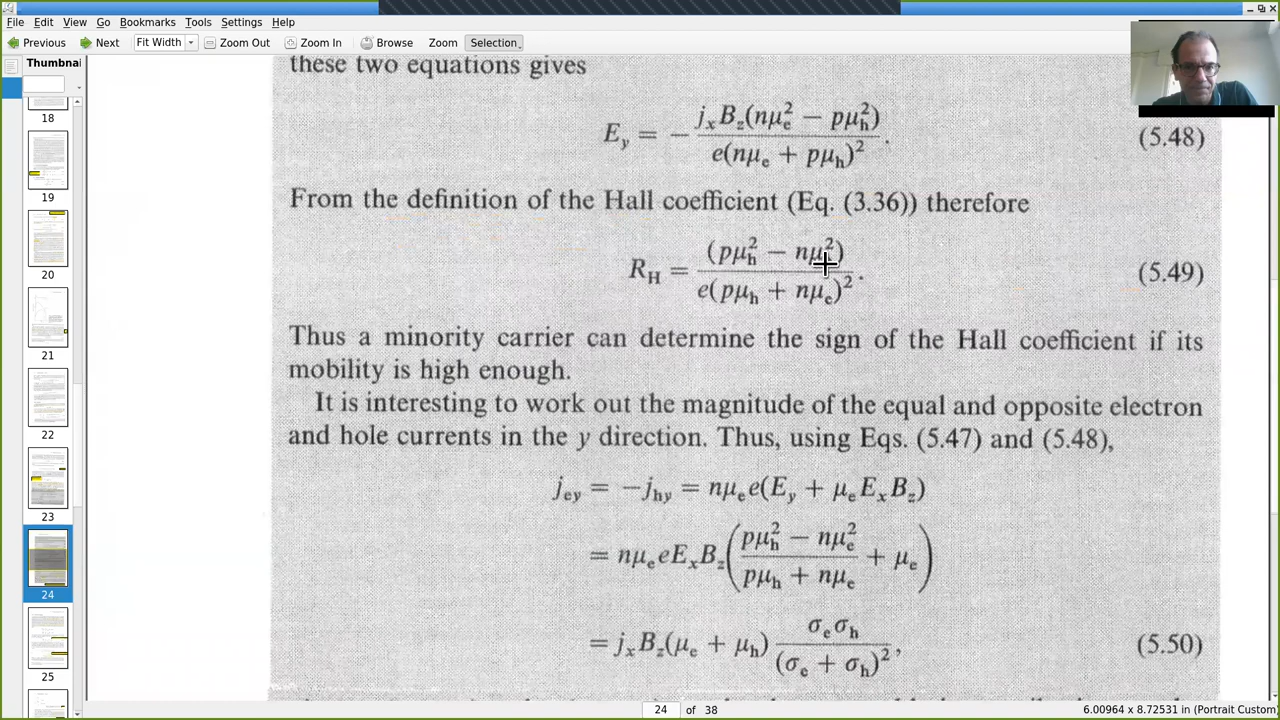 File Edit View Go Bookmarks Tools Settings Help
Previous Next Fit Width Zoom Out Zoom In Browse Zoom Selection
Thumbnai
18
19
20
21
22
23
24
25
these two equations gives
E_y = − j_x B_z(nμ_e² − pμ_h²) / e(nμ_e + pμ_h)² . (5.48)
From the definition of the Hall coefficient (Eq. (3.36)) therefore
R_H = (pμ_h² − nμ_e²) / e(pμ_h + nμ_e)² . (5.49)
Thus a minority carrier can determine the sign of the Hall coefficient if its
mobility is high enough.
It is interesting to work out the magnitude of the equal and opposite electron
and hole currents in the y direction. Thus, using Eqs. (5.47) and (5.48),
j_ey = −j_hy = nμ_e e(E_y + μ_e E_x B_z)
= nμ_e eE_x B_z( (pμ_h² − nμ_e²) / (pμ_h + nμ_e) + μ_e )
= j_x B_z(μ_e + μ_h) σ_e σ_h / (σ_e + σ_h)² , (5.50)
24 of 38
6.00964 x 8.72531 in (Portrait Custom)